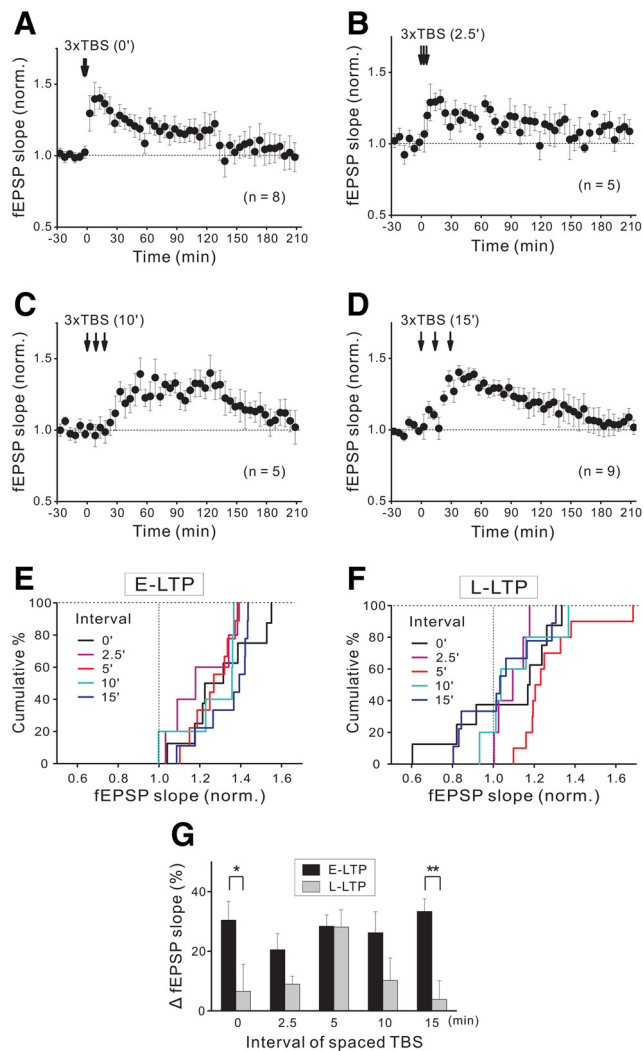 A
3xTBS (0')
fEPSP slope (norm.)
1.5
1.0
0.5
-30 0 30 60 90 120 150 180 210
Time (min)
(n = 8)
B
3xTBS (2.5')
fEPSP slope (norm.)
1.5
1.0
0.5
-30 0 30 60 90 120 150 180 210
Time (min)
(n = 5)
C
3xTBS (10')
fEPSP slope (norm.)
1.5
1.0
0.5
-30 0 30 60 90 120 150 180 210
Time (min)
(n = 5)
D
3xTBS (15')
fEPSP slope (norm.)
1.5
1.0
0.5
-30 0 30 60 90 120 150 180 210
Time (min)
(n = 9)
E
E-LTP
Cumulative %
100
80
60
40
20
0
Interval
0'
2.5'
5'
10'
15'
0.6 0.8 1.0 1.2 1.4 1.6
fEPSP slope (norm.)
F
L-LTP
Cumulative %
100
80
60
40
20
0
Interval
0'
2.5'
5'
10'
15'
0.6 0.8 1.0 1.2 1.4 1.6
fEPSP slope (norm.)
G
Δ fEPSP slope (%)
40
20
0
E-LTP
L-LTP
*
**
0 2.5 5 10 15 (min)
Interval of spaced TBS